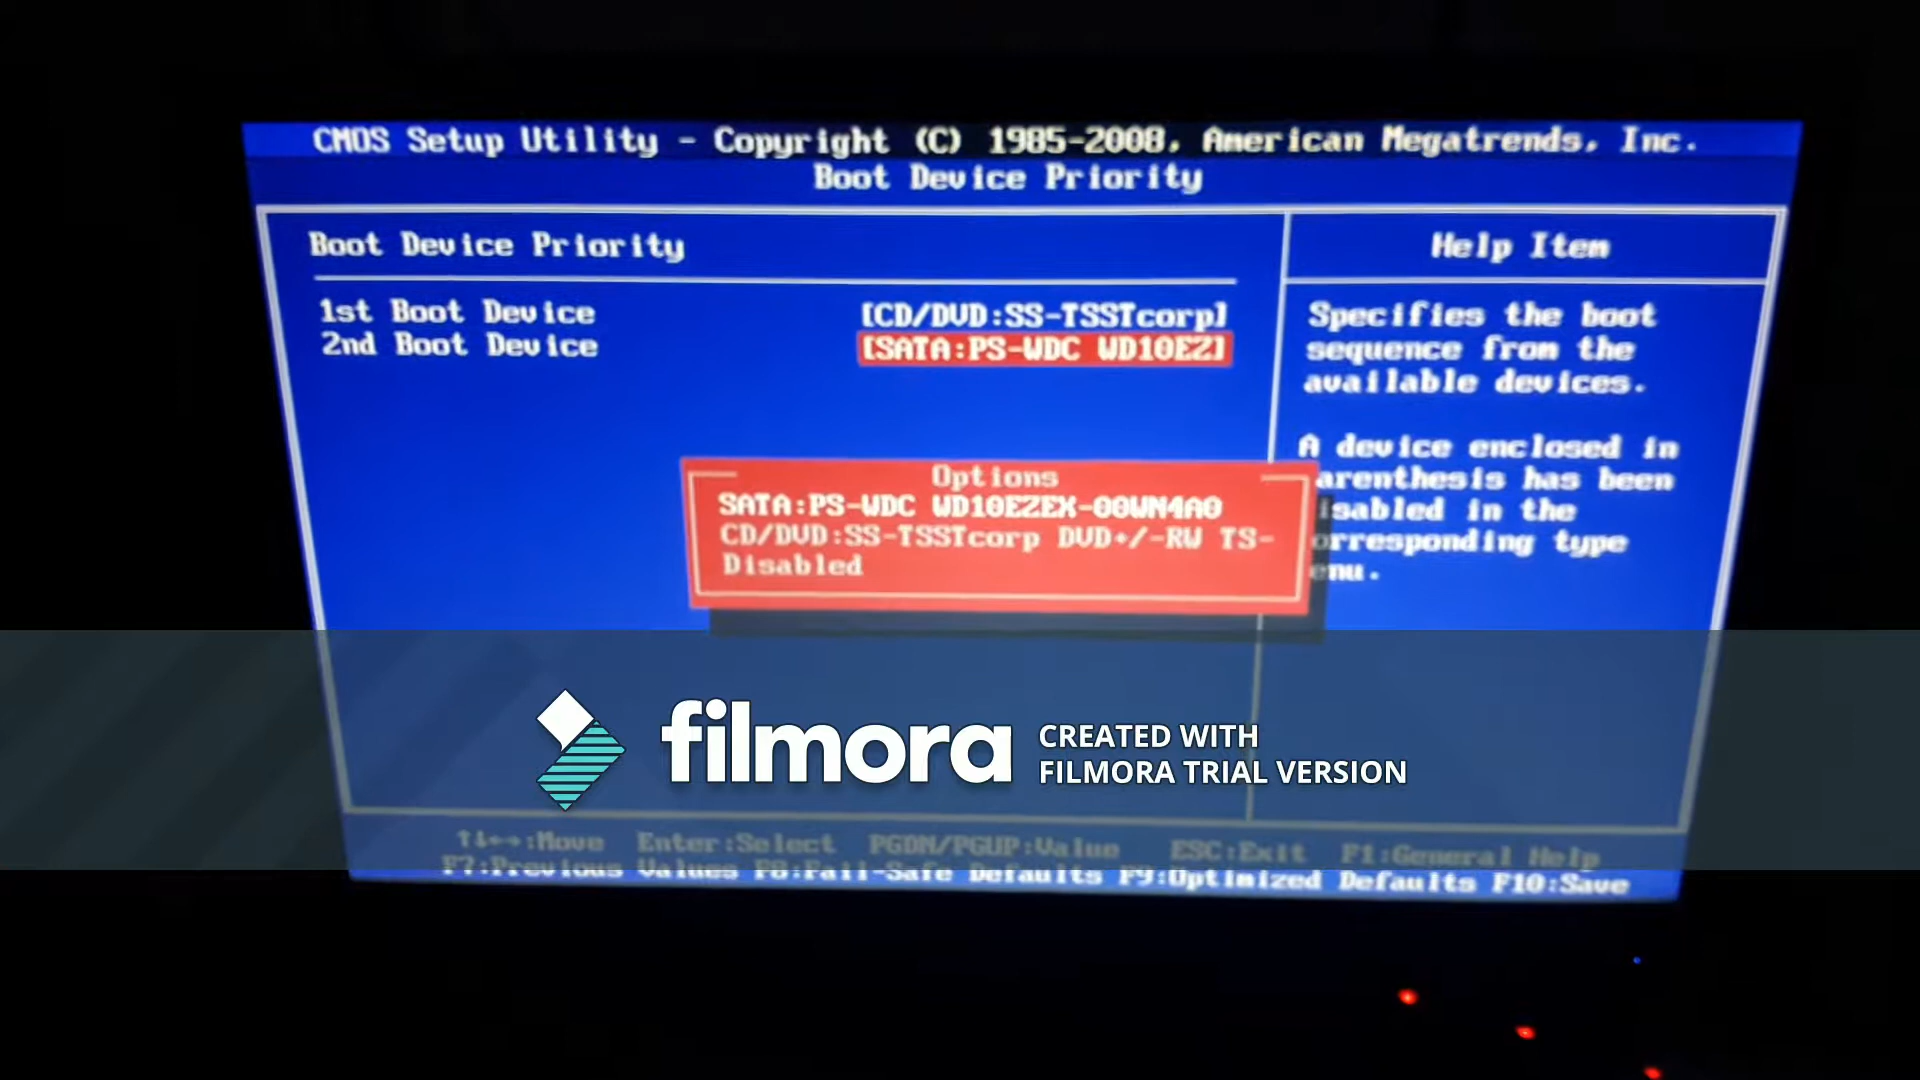 CMOS Setup Utility - Copyright (C) 1985-2008, American Megatrends, Inc.
Boot Device Priority
Boot Device Priority
1st Boot Device [CD/DVD:SS-TSSTcorp]
2nd Boot Device [SATA:PS-WDC WD10EZ]
Help Item
Specifies the boot
sequence from the
available devices.
A device enclosed in
arenthesis has been
isabled in the
orresponding type
enu.
Options
SATA:PS-WDC WD10EZEX-00WN4A0
CD/DVD:SS-TSSTcorp DVD+/-RW TS-
Disabled
filmora
CREATED WITH
FILMORA TRIAL VERSION
↑↓←→:Move Enter:Select PGDN/PGUP:Value ESC:Exit F1:General Help
F7:Previous Values F8:Fail-Safe Defaults F9:Optimized Defaults F10:Save